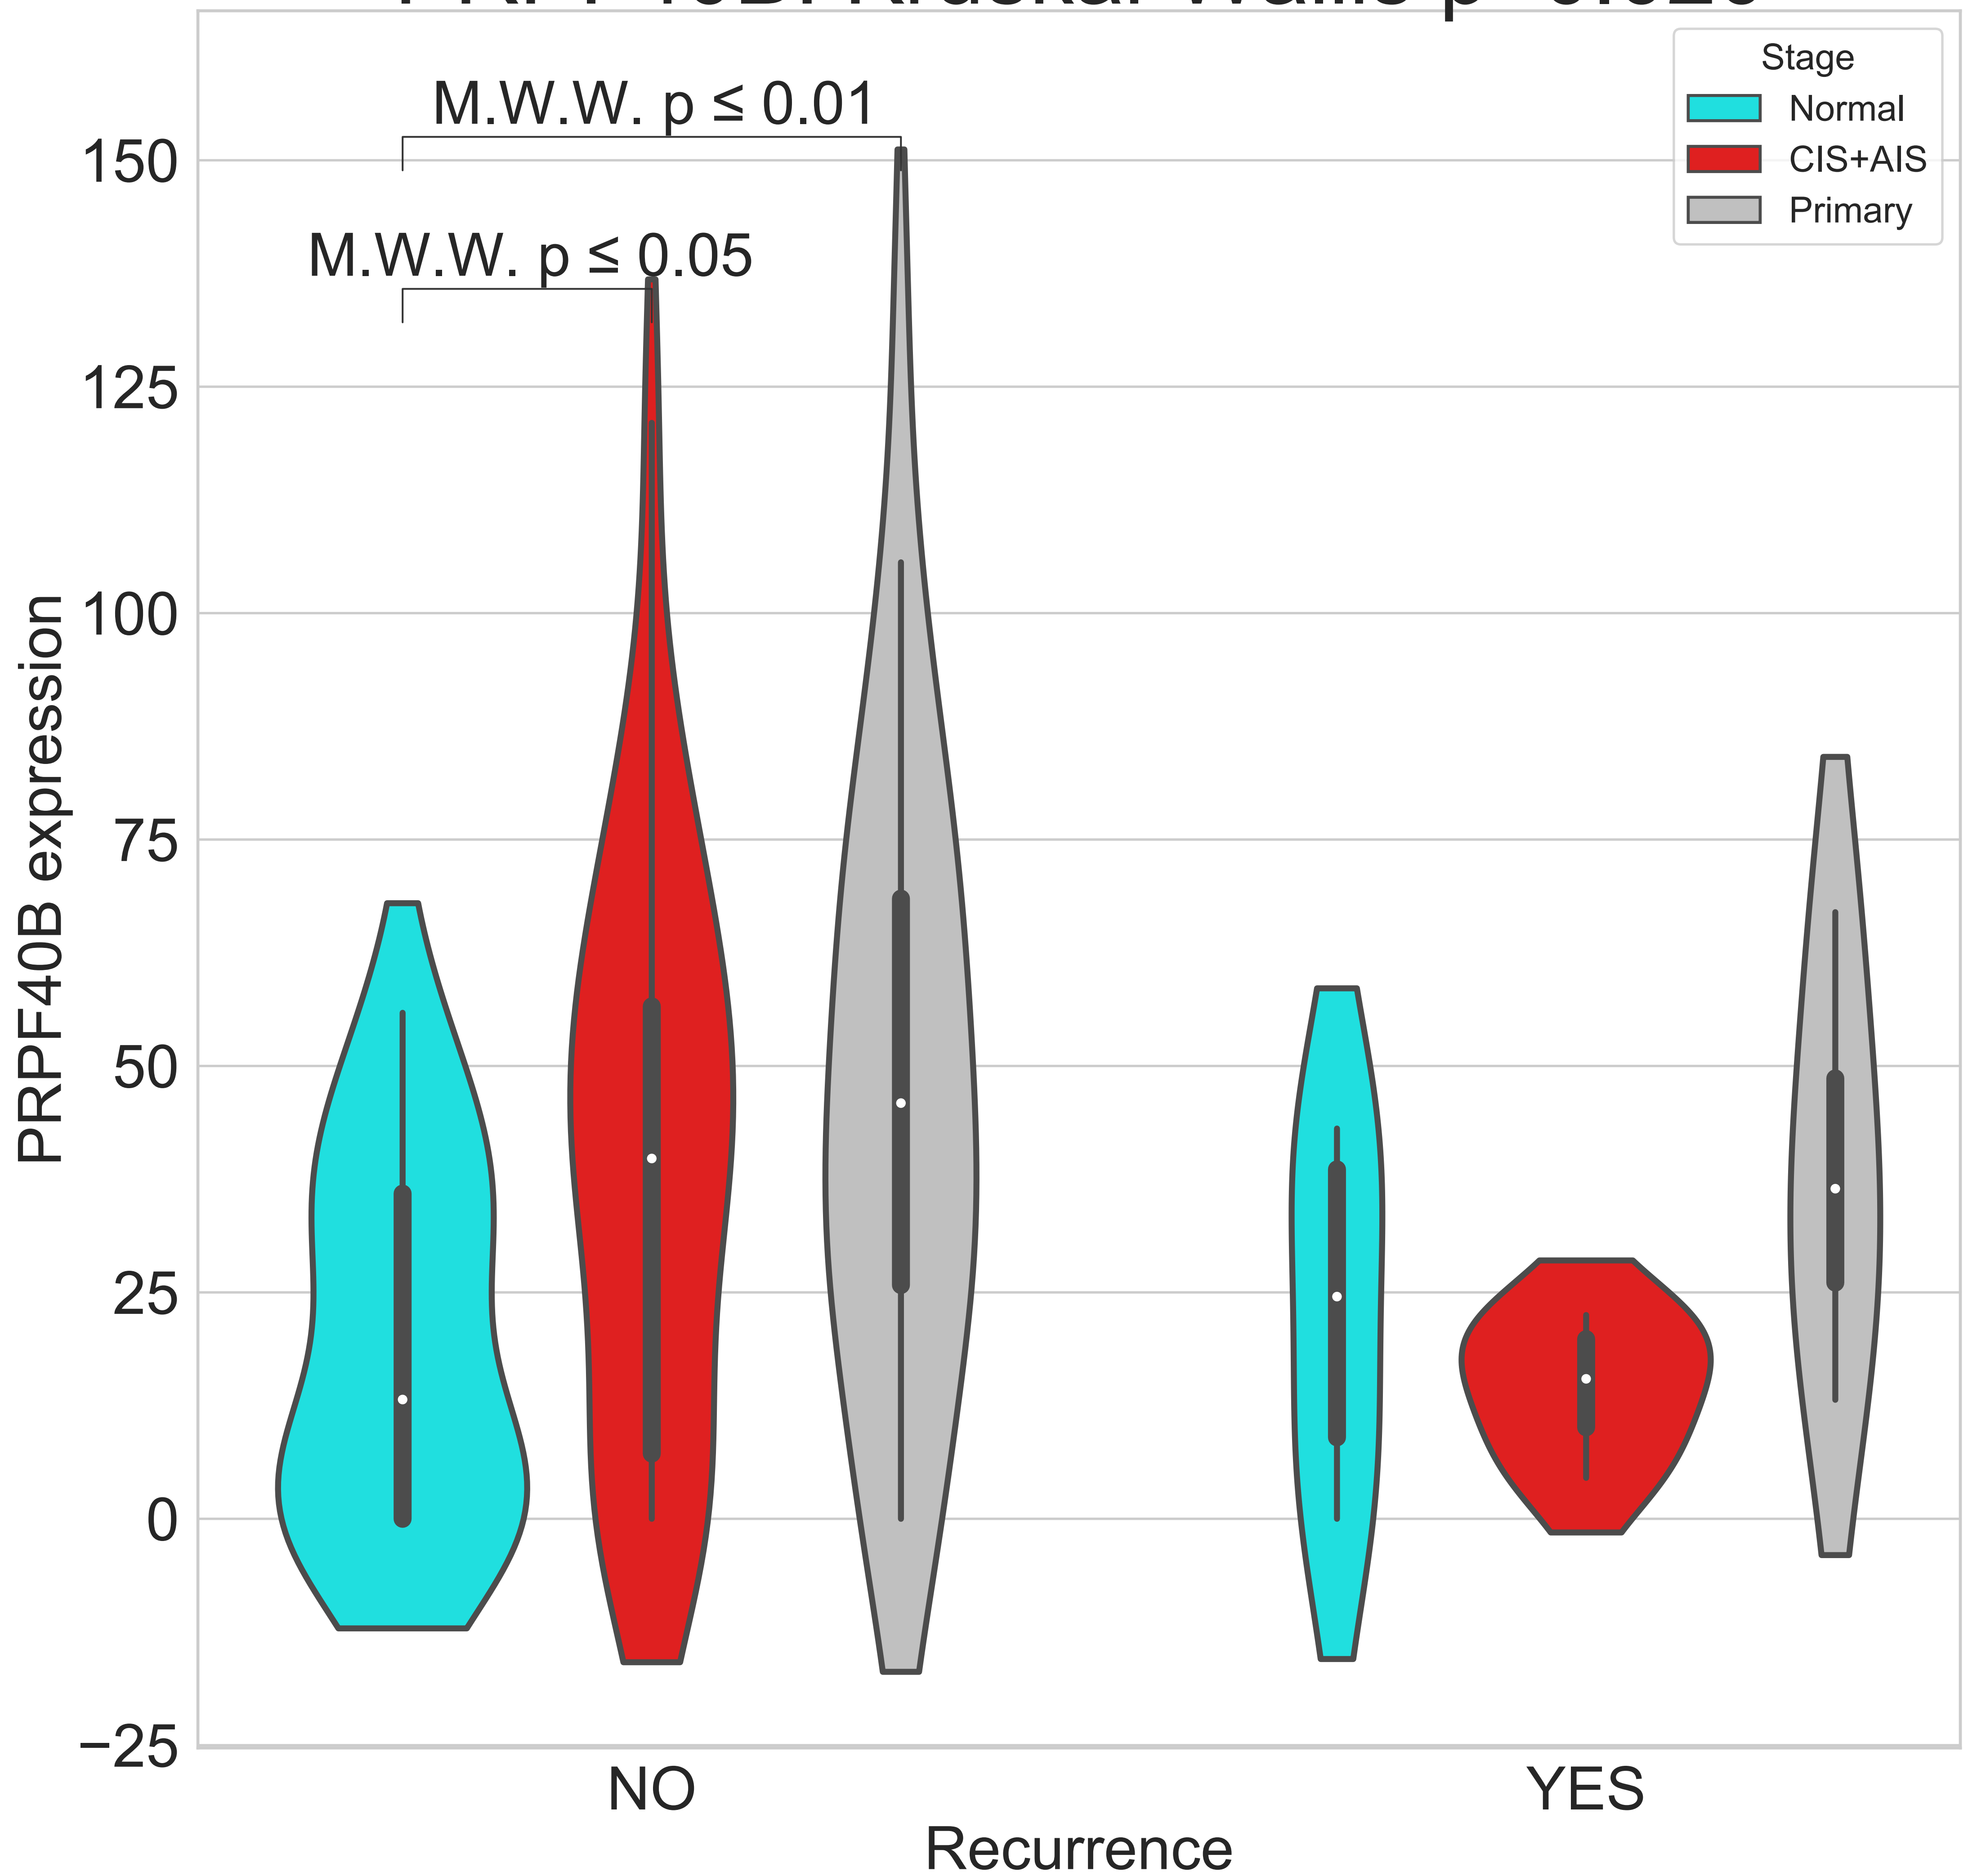 Stage
Normal
CIS+AIS
Primary
M.W.W. p ≤ 0.01
M.W.W. p ≤ 0.05
150
125
100
75
50
25
0
−25
PRPF40B expression
NO
YES
Recurrence